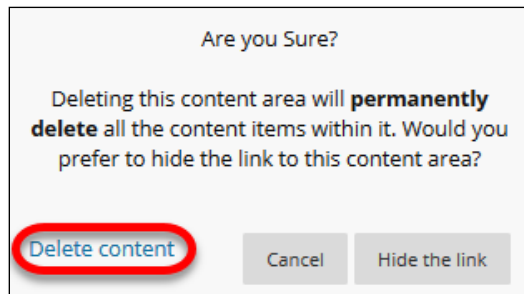 Are you Sure?
Deleting this content area will permanently
delete all the content items within it. Would you
prefer to hide the link to this content area?
Delete content
Cancel
Hide the link